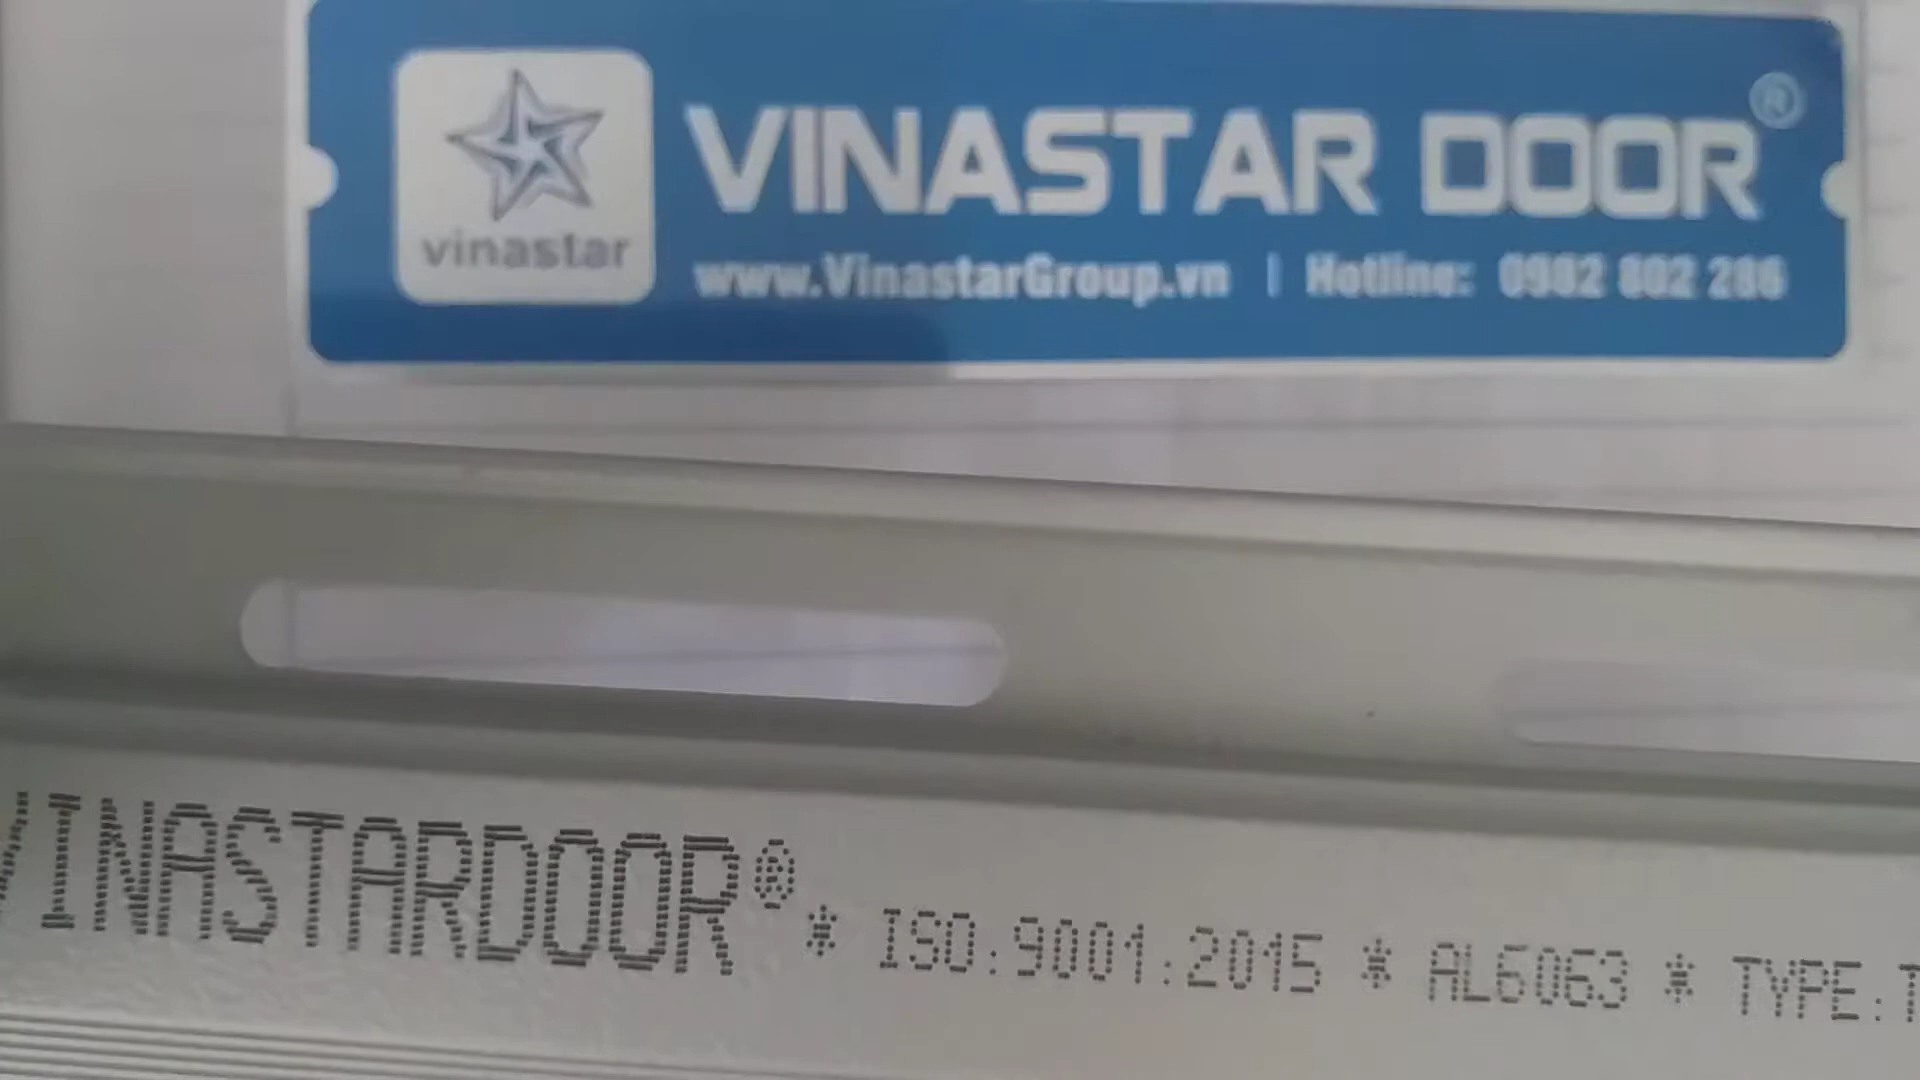 VINASTAR DOOR®
vinastar
www.VinastarGroup.vn | Hotline: 0982 802 286
VINASTARDOOR® * ISO:9001:2015 * AL6063 * TYPE: